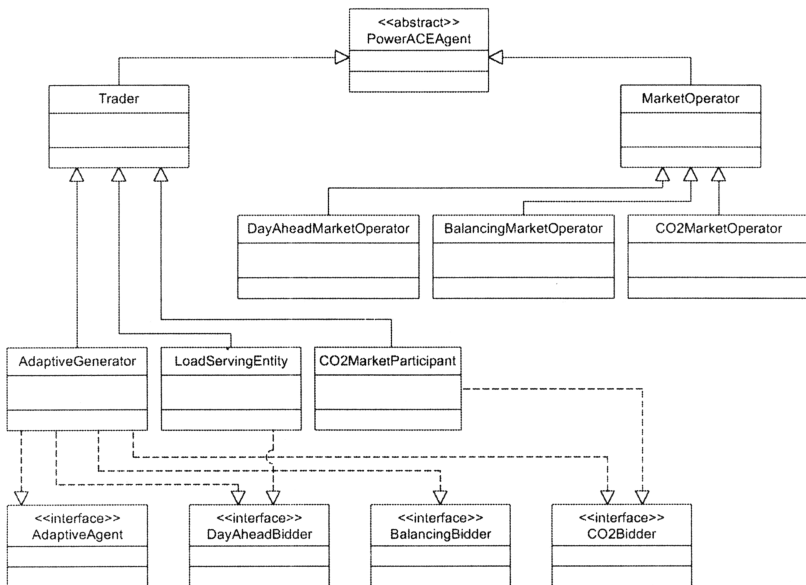 <<abstract>>
PowerACEAgent
Trader
MarketOperator
DayAheadMarketOperator
BalancingMarketOperator
CO2MarketOperator
AdaptiveGenerator
LoadServingEntity
CO2MarketParticipant
<<interface>>
AdaptiveAgent
<<interface>>
DayAheadBidder
<<interface>>
BalancingBidder
<<interface>>
CO2Bidder